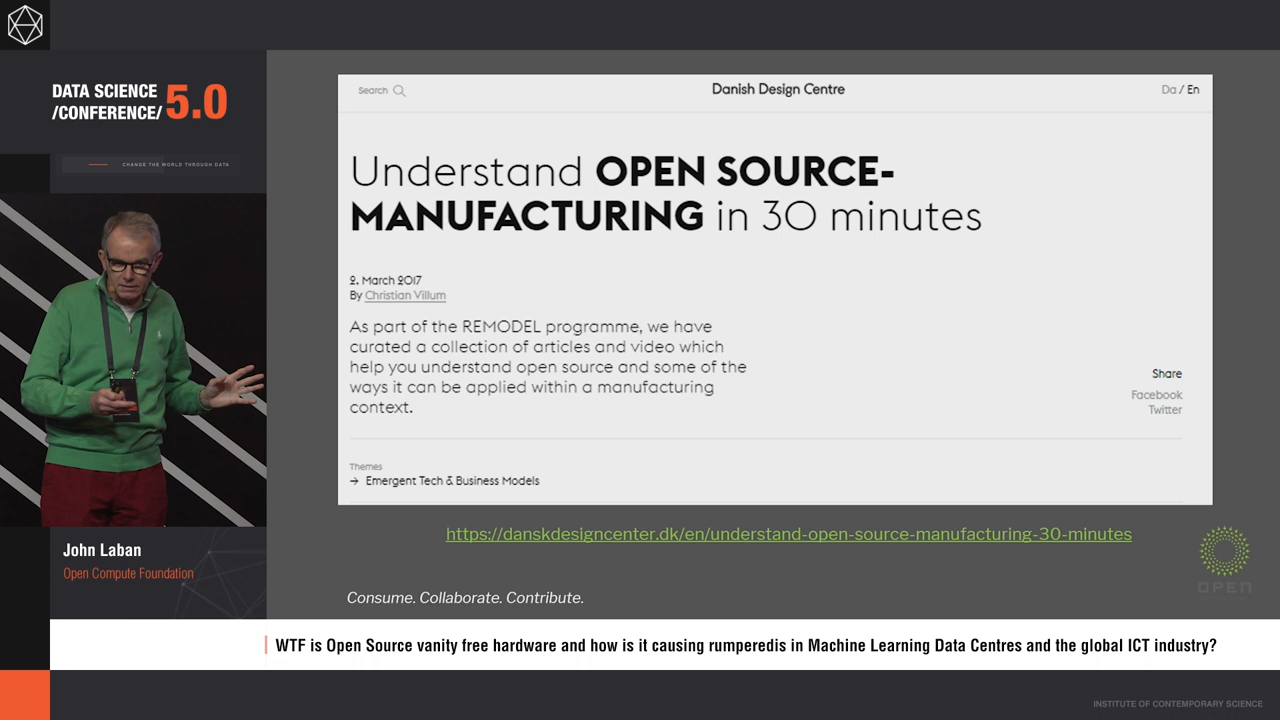 DATA SCIENCE
/CONFERENCE/ 5.0
CHANGE THE WORLD THROUGH DATA
Search
Danish Design Centre
Da / En
Understand OPEN SOURCE-
MANUFACTURING in 30 minutes
2. March 2017
By Christian Villum
As part of the REMODEL programme, we have
curated a collection of articles and video which
help you understand open source and some of the
ways it can be applied within a manufacturing
context.
Share
Facebook
Twitter
Themes
→ Emergent Tech & Business Models
https://danskdesigncenter.dk/en/understand-open-source-manufacturing-30-minutes
OPEN
Consume. Collaborate. Contribute.
John Laban
Open Compute Foundation
WTF is Open Source vanity free hardware and how is it causing rumperedis in Machine Learning Data Centres and the global ICT industry?
INSTITUTE OF CONTEMPORARY SCIENCE